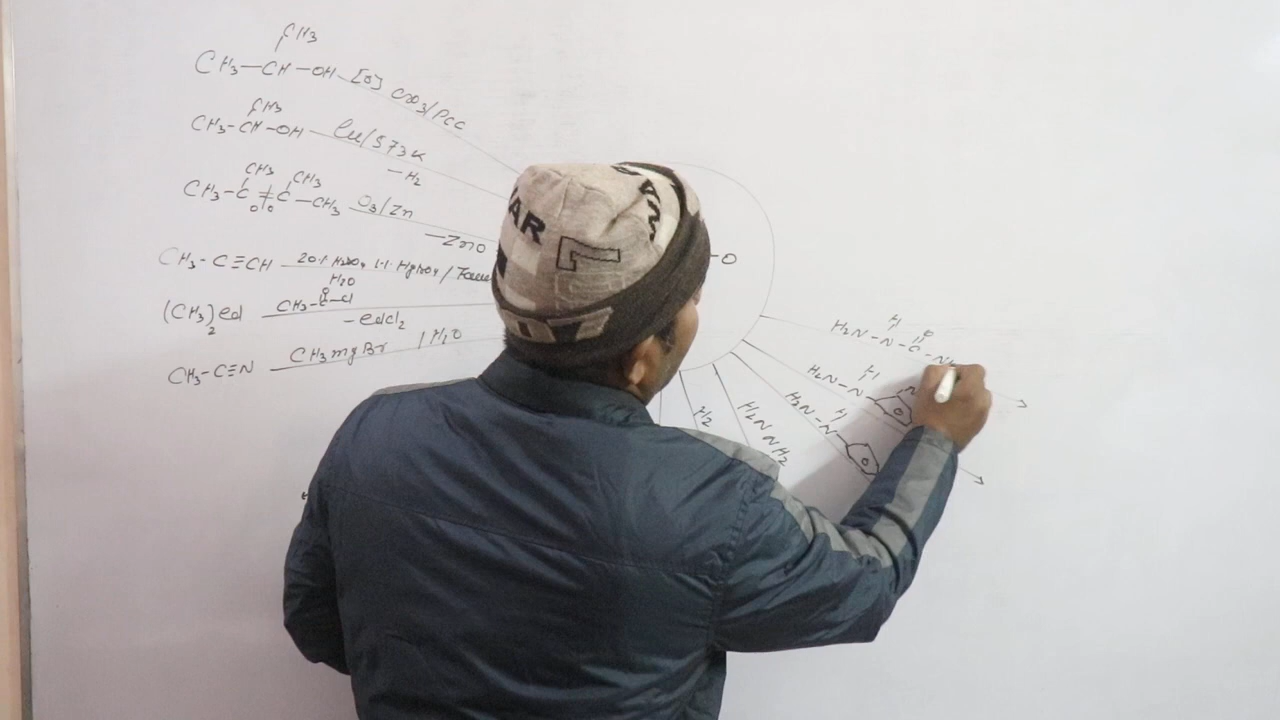 CH3
CH3—CH—OH [O] CrO3/PCC
CH3
CH3-CH-OH Cu/573K
-H2
CH3 CH3
CH3-C ‡ C-CH3 O3/Zn
O O
-ZnO
CH3-C≡CH 20% H2SO4 1% HgSO4 /
H2O
O
(CH3)2Cd CH3-C-Cl
-CdCl2
CH3-C≡N CH3MgBr /H2O
-O
H O
H2N-N-C-NH
H
H2N-N
H
H2N-N
H2
H2N NH2